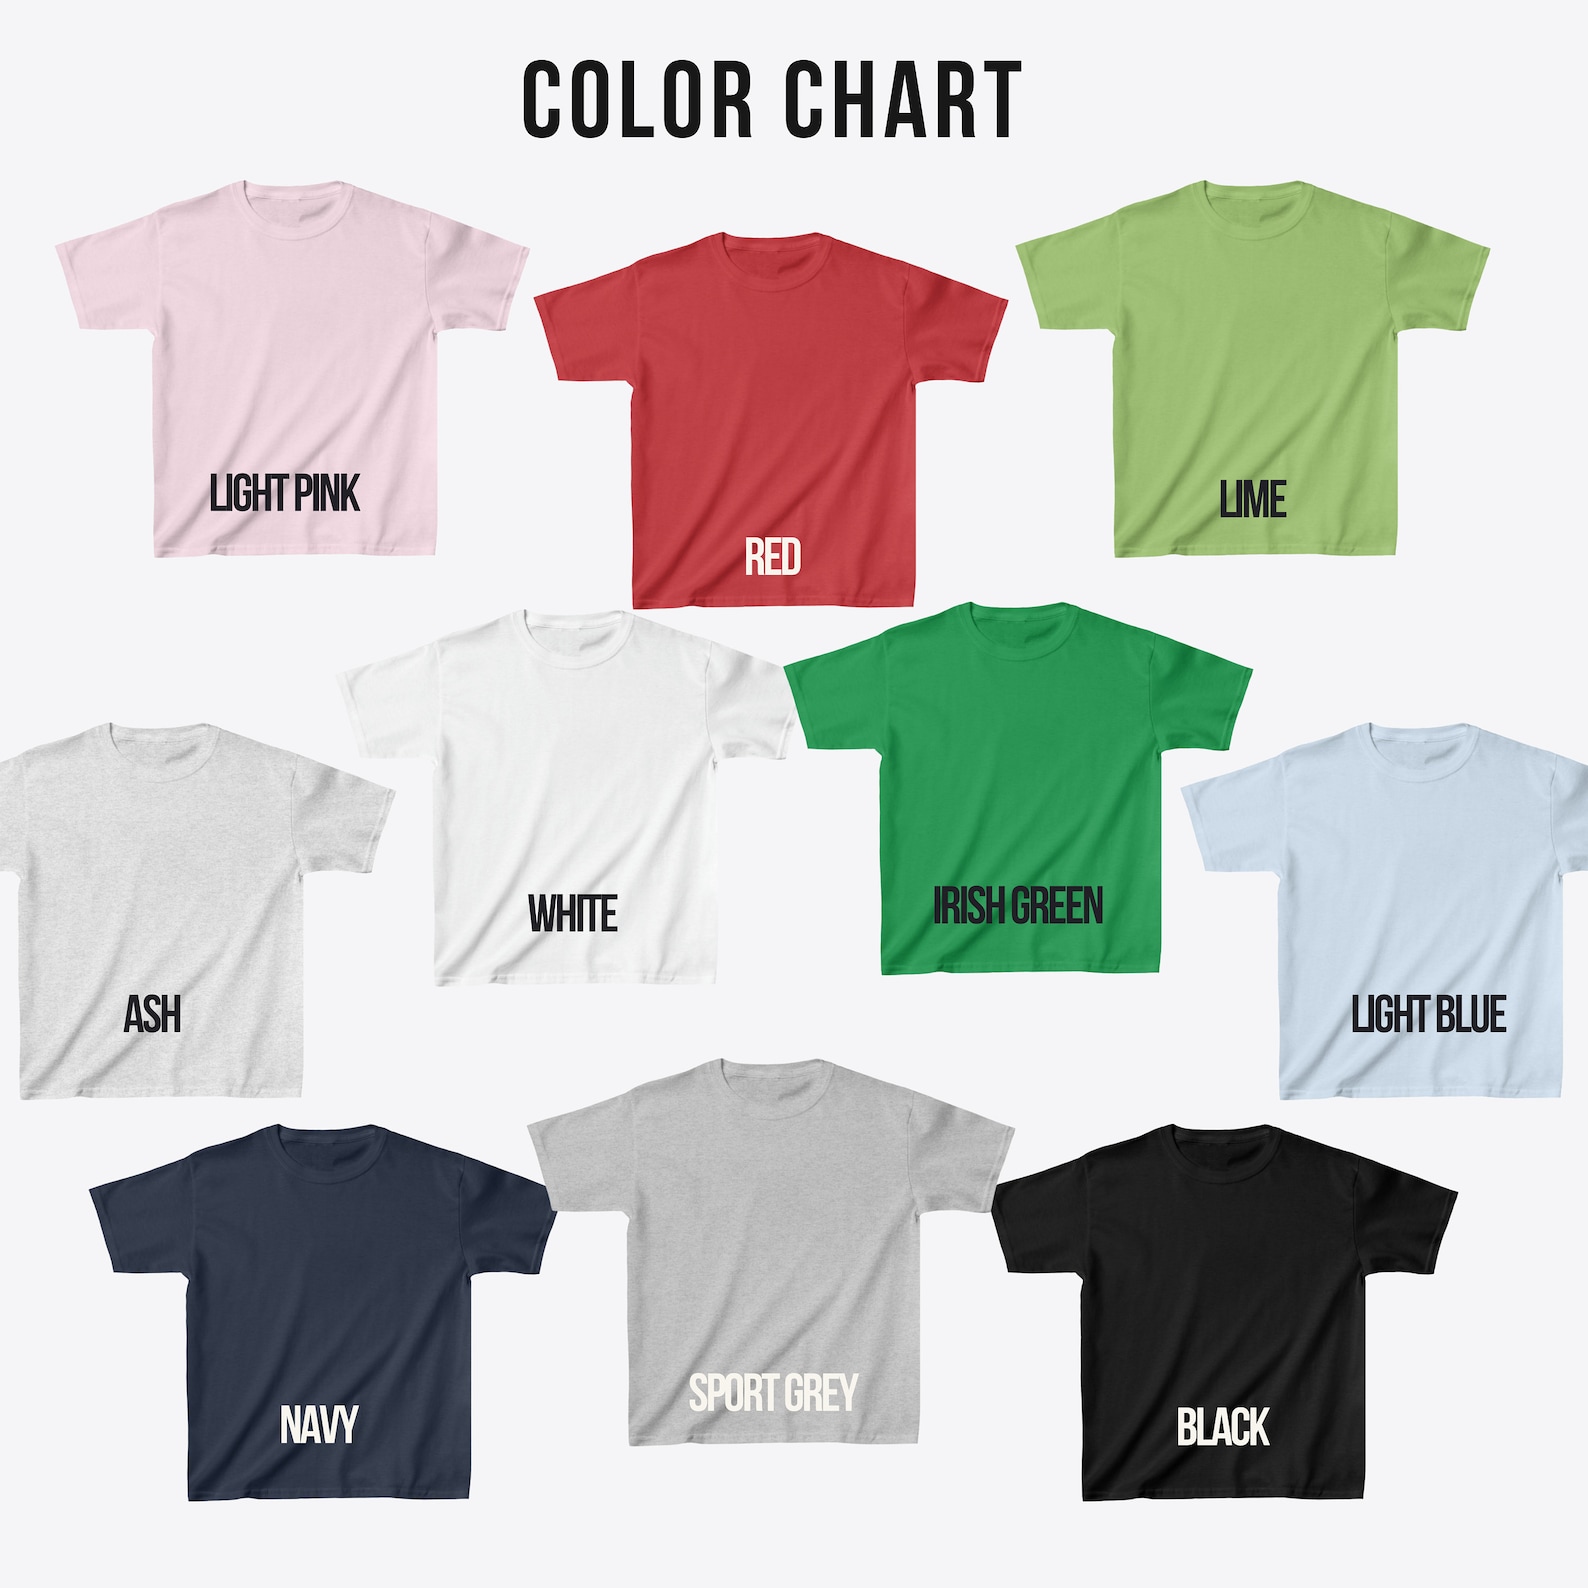 COLOR CHART
LIGHT PINK
RED
LIME
WHITE
IRISH GREEN
ASH
LIGHT BLUE
SPORT GREY
NAVY
BLACK